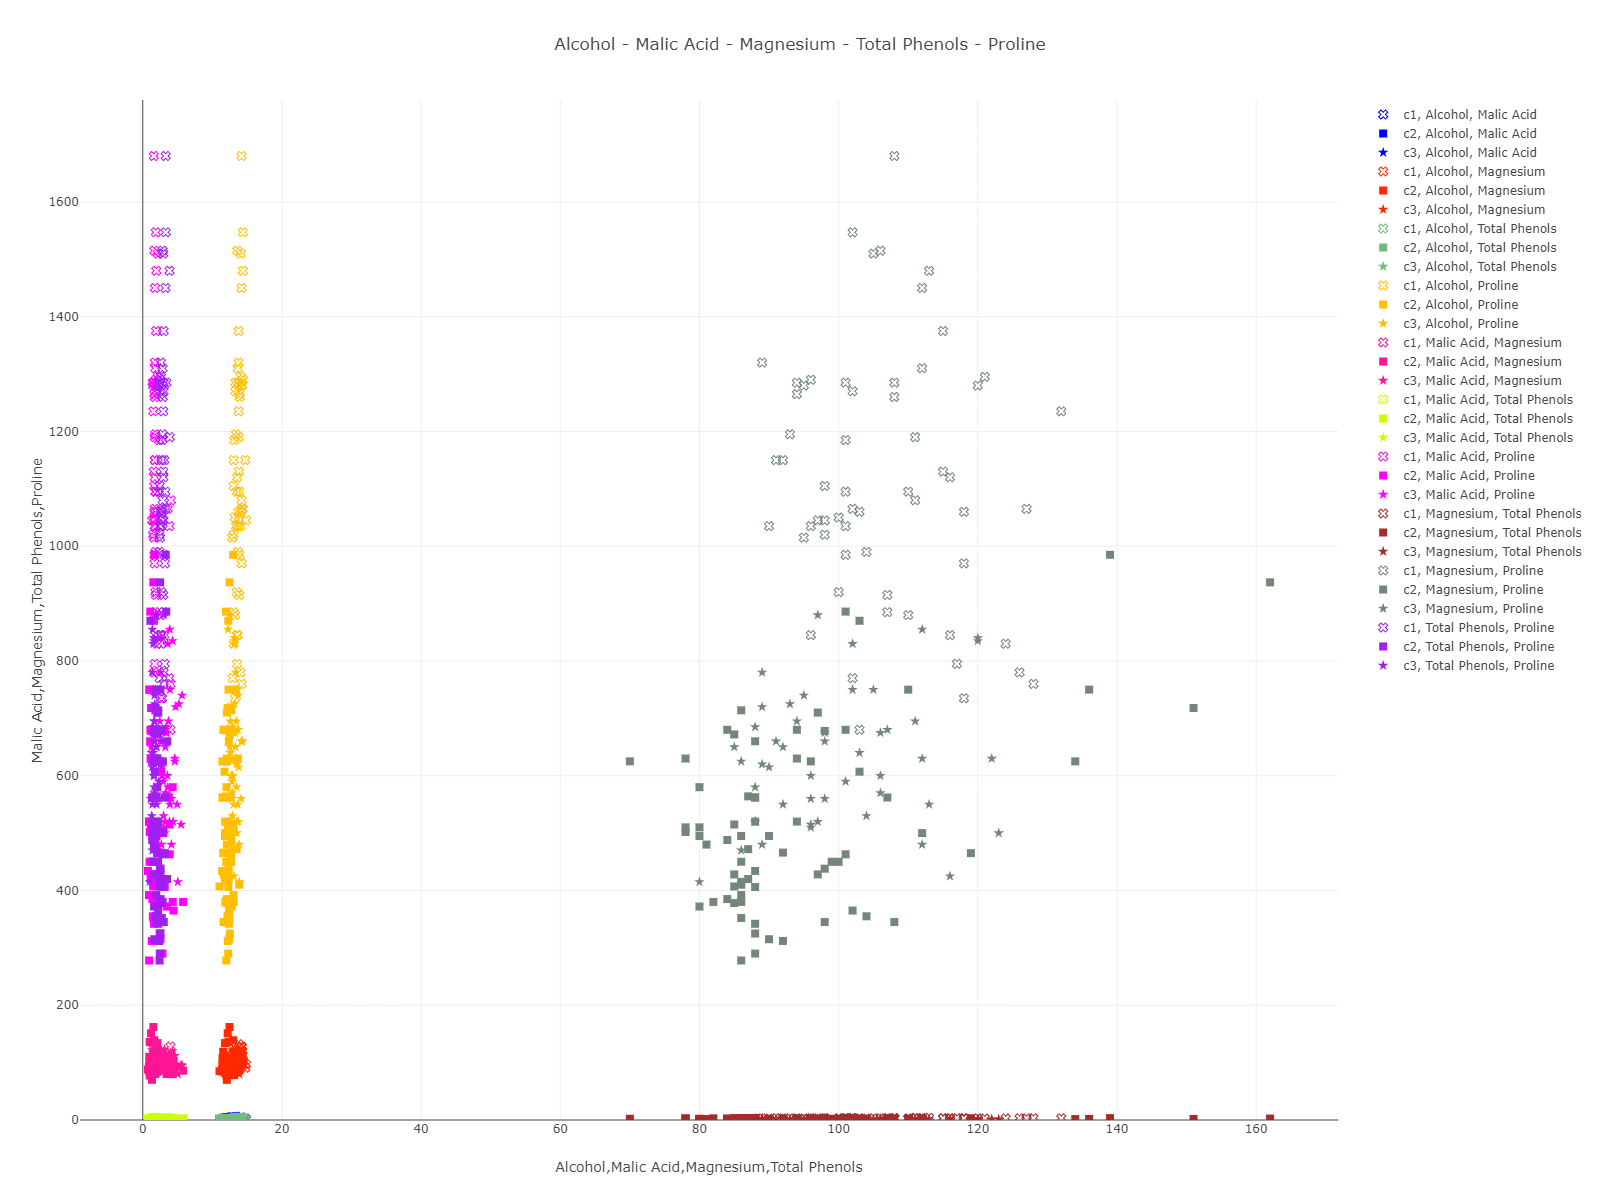 Alcohol - Malic Acid - Magnesium - Total Phenols - Proline
c1, Alcohol, Malic Acid
c2, Alcohol, Malic Acid
c3, Alcohol, Malic Acid
c1, Alcohol, Magnesium
c2, Alcohol, Magnesium
c3, Alcohol, Magnesium
c1, Alcohol, Total Phenols
c2, Alcohol, Total Phenols
c3, Alcohol, Total Phenols
c1, Alcohol, Proline
c2, Alcohol, Proline
c3, Alcohol, Proline
c1, Malic Acid, Magnesium
c2, Malic Acid, Magnesium
c3, Malic Acid, Magnesium
c1, Malic Acid, Total Phenols
c2, Malic Acid, Total Phenols
c3, Malic Acid, Total Phenols
c1, Malic Acid, Proline
c2, Malic Acid, Proline
c3, Malic Acid, Proline
c1, Magnesium, Total Phenols
c2, Magnesium, Total Phenols
c3, Magnesium, Total Phenols
c1, Magnesium, Proline
c2, Magnesium, Proline
c3, Magnesium, Proline
c1, Total Phenols, Proline
c2, Total Phenols, Proline
c3, Total Phenols, Proline
Malic Acid,Magnesium,Total Phenols,Proline
1600
1400
1200
1000
800
600
400
200
0
0 20 40 60 80 100 120 140 160
Alcohol,Malic Acid,Magnesium,Total Phenols